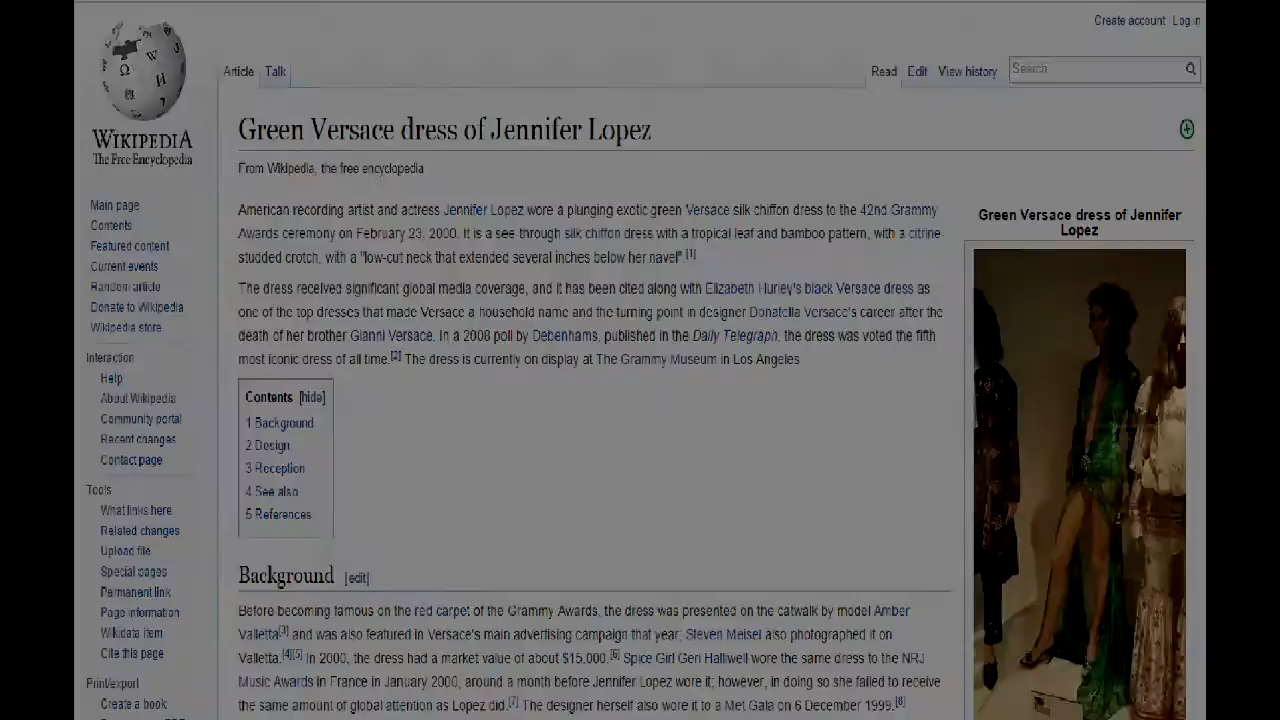 Create account Log in
WIKIPEDIA
The Free Encyclopedia
Article Talk
Read Edit View history Search
Green Versace dress of Jennifer Lopez
From Wikipedia, the free encyclopedia
Main page
Contents
Featured content
Current events
Random article
Donate to Wikipedia
Wikipedia store
Interaction
Help
About Wikipedia
Community portal
Recent changes
Contact page
Tools
What links here
Related changes
Upload file
Special pages
Permanent link
Page information
Wikidata item
Cite this page
Print/export
Create a book
American recording artist and actress Jennifer Lopez wore a plunging exotic green Versace silk chiffon dress to the 42nd Grammy
Awards ceremony on February 23, 2000. It is a see-through silk chiffon dress with a tropical leaf and bamboo pattern, with a citrine-
studded crotch, with a "low-cut neck that extended several inches below her navel".[1]
The dress received significant global media coverage, and it has been cited along with Elizabeth Hurley's black Versace dress as
one of the top dresses that made Versace a household name and the turning point in designer Donatella Versace's career after the
death of her brother Gianni Versace. In a 2008 poll by Debenhams, published in the Daily Telegraph, the dress was voted the fifth
most iconic dress of all time.[2] The dress is currently on display at The Grammy Museum in Los Angeles
Contents [hide]
1 Background
2 Design
3 Reception
4 See also
5 References
Background [edit]
Before becoming famous on the red carpet of the Grammy Awards, the dress was presented on the catwalk by model Amber
Valletta[3] and was also featured in Versace's main advertising campaign that year; Steven Meisel also photographed it on
Valletta.[4][5] In 2000, the dress had a market value of about $15,000.[6] Spice Girl Geri Halliwell wore the same dress to the NRJ
Music Awards in France in January 2000, around a month before Jennifer Lopez wore it; however, in doing so she failed to receive
the same amount of global attention as Lopez did.[7] The designer herself also wore it to a Met Gala on 6 December 1999.[8]
Green Versace dress of Jennifer
Lopez